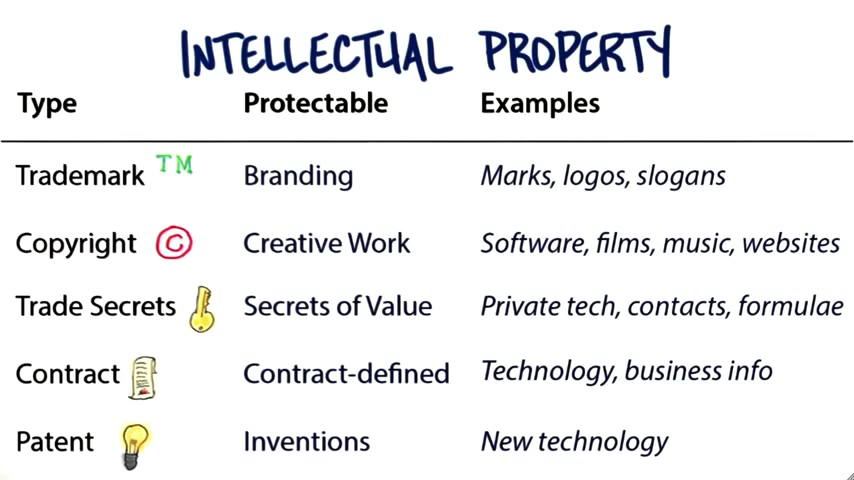 INTELLECTUAL PROPERTY
Type Protectable Examples
Trademark TM Branding Marks, logos, slogans
Copyright © Creative Work Software, films, music, websites
Trade Secrets Secrets of Value Private tech, contacts, formulae
Contract Contract-defined Technology, business info
Patent Inventions New technology